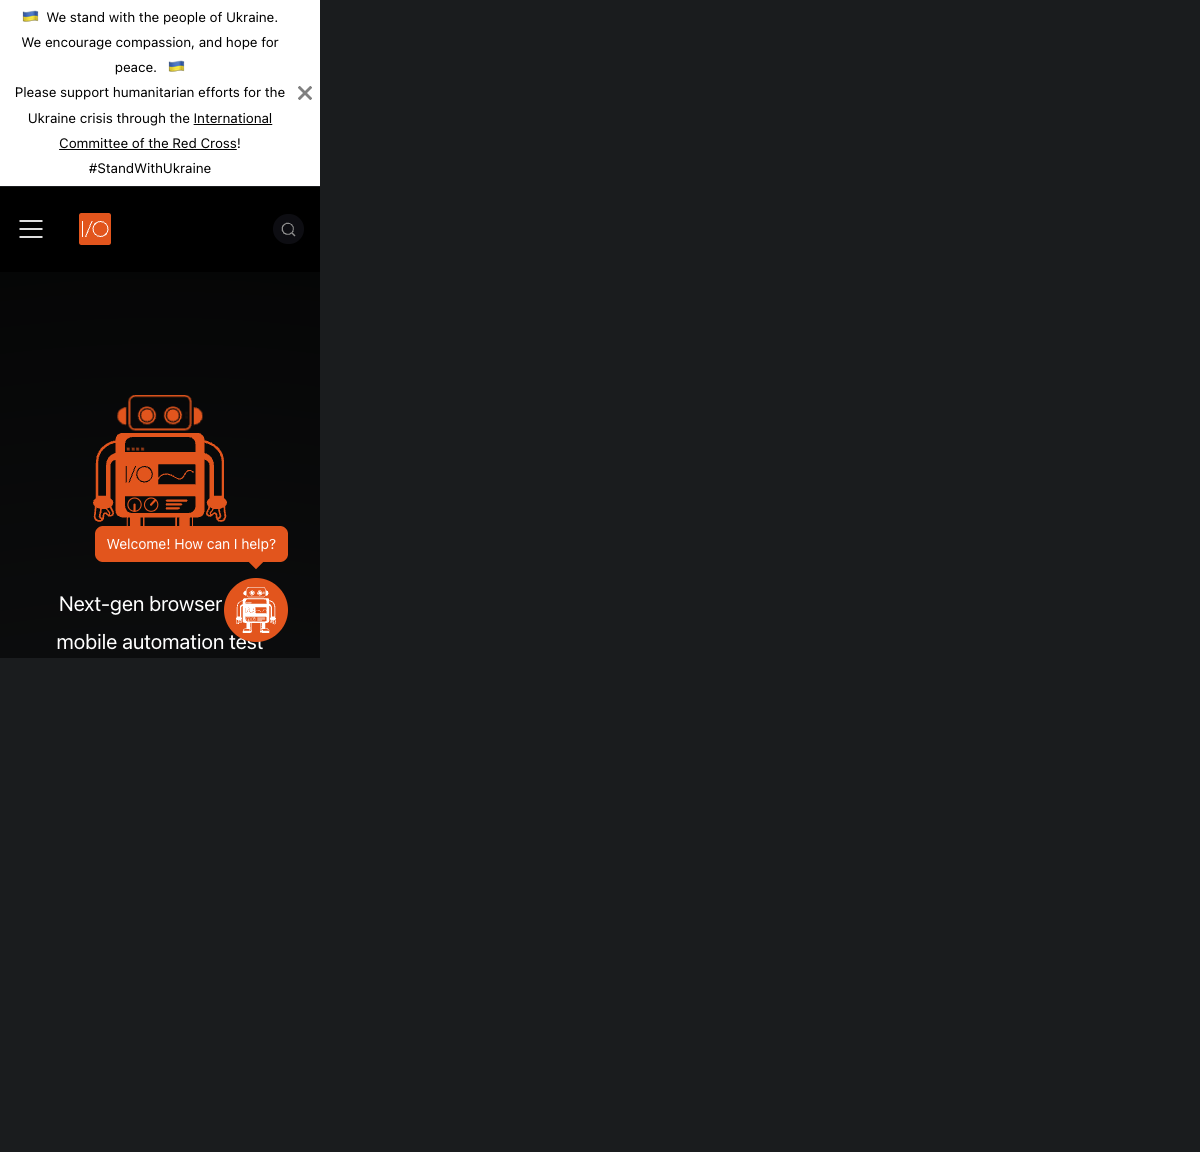 🇺🇦 We stand with the people of Ukraine.
We encourage compassion, and hope for
peace. 🇺🇦
Please support humanitarian efforts for the
Ukraine crisis through the International
Committee of the Red Cross!
#StandWithUkraine
I/O
I/O
Welcome! How can I help?
Next-gen browser
mobile automation test